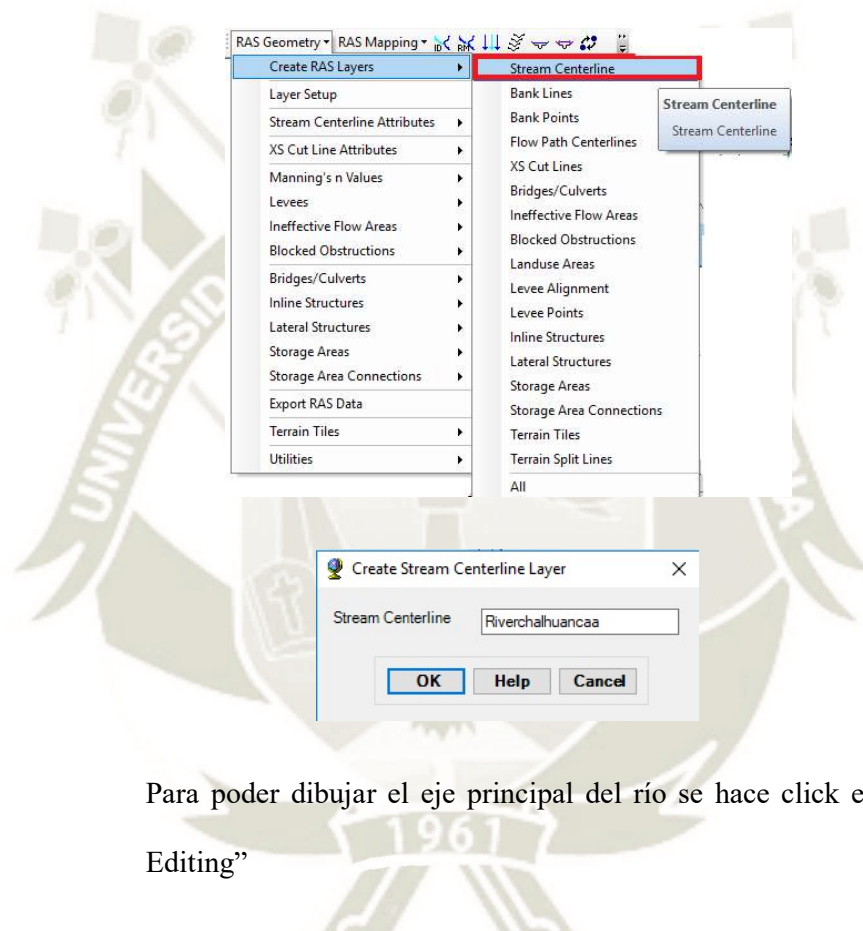 RAS Geometry RAS Mapping ID RM
Create RAS Layers
Layer Setup
Stream Centerline Attributes
XS Cut Line Attributes
Manning's n Values
Levees
Ineffective Flow Areas
Blocked Obstructions
Bridges/Culverts
Inline Structures
Lateral Structures
Storage Areas
Storage Area Connections
Export RAS Data
Terrain Tiles
Utilities
Stream Centerline
Bank Lines
Bank Points
Flow Path Centerlines
XS Cut Lines
Bridges/Culverts
Ineffective Flow Areas
Blocked Obstructions
Landuse Areas
Levee Alignment
Levee Points
Inline Structures
Lateral Structures
Storage Areas
Storage Area Connections
Terrain Tiles
Terrain Split Lines
All
Stream Centerline
Stream Centerline
Create Stream Centerline Layer
Stream Centerline Riverchalhuancaa
OK Help Cancel
Para poder dibujar el eje principal del río se hace click e
Editing”
UNIVERSID
1961